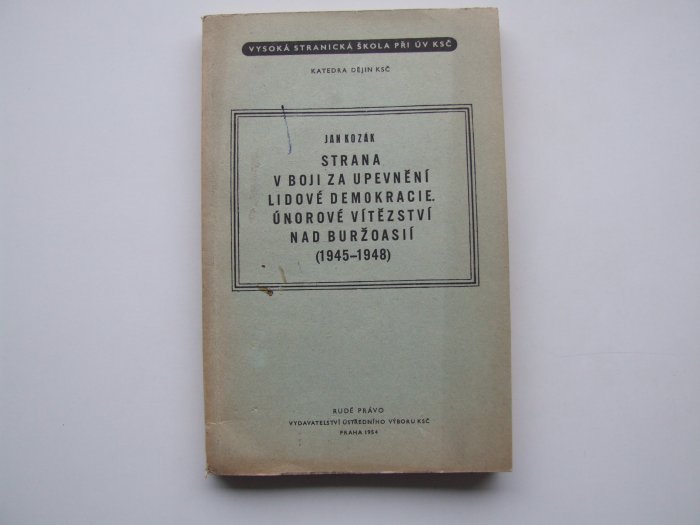 VYSOKÁ STRANICKÁ ŠKOLA PŘI ÚV KSČ
KATEDRA DĚJIN KSČ
JAN KOZÁK
STRANA
V BOJI ZA UPEVNĚNÍ
LIDOVÉ DEMOKRACIE.
ÚNOROVÉ VÍTĚZSTVÍ
NAD BURŽOASIÍ
(1945-1948)
RUDÉ PRÁVO
VYDAVATELSTVÍ ÚSTŘEDNÍHO VÝBORU KSČ
PRAHA 1954